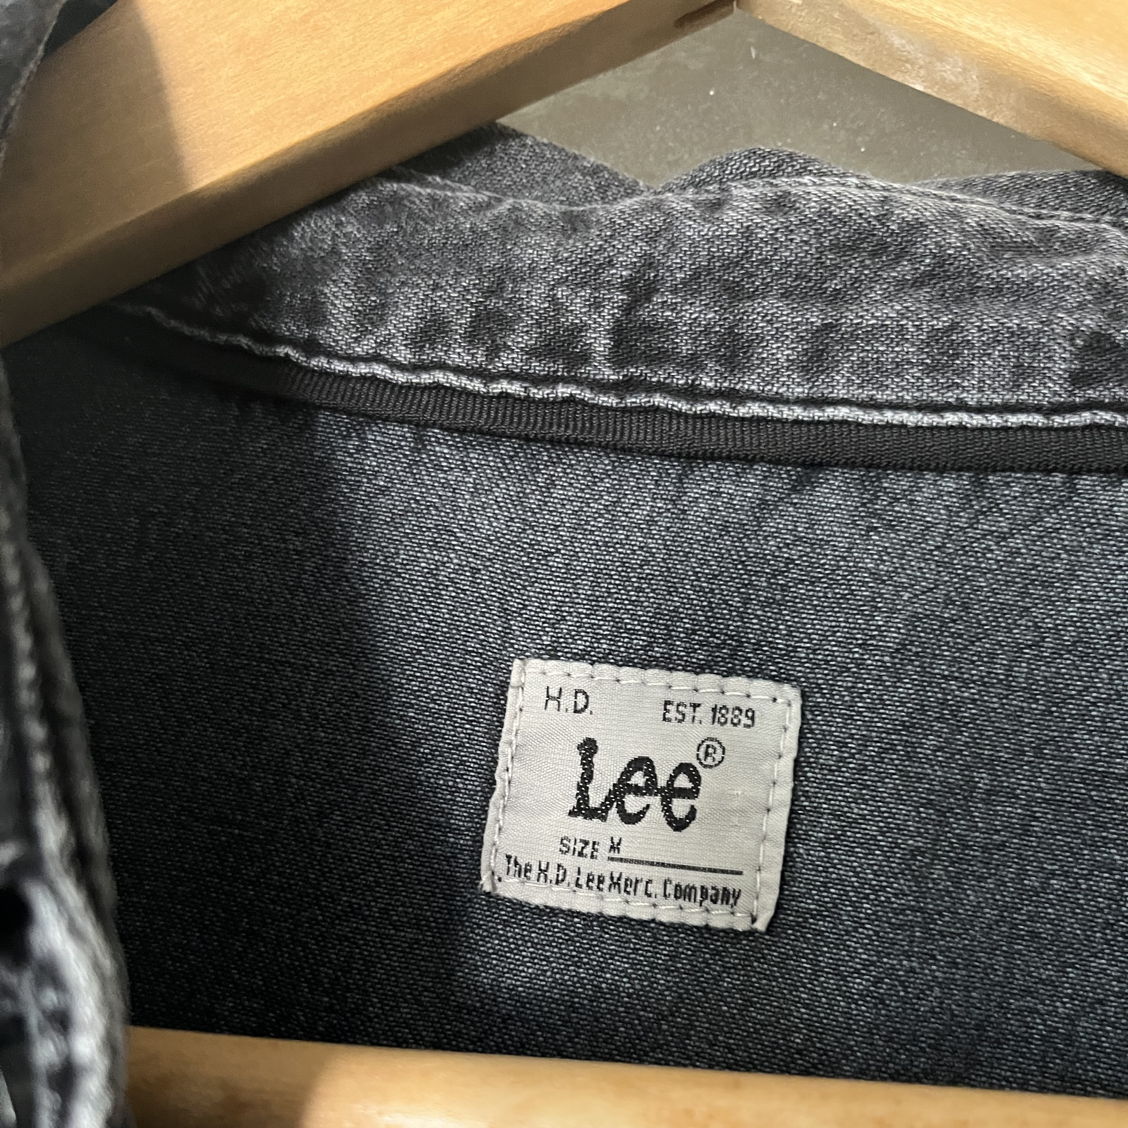 H.D. EST. 1889
Lee®
SIZE M
The H.D. Lee Merc. Company